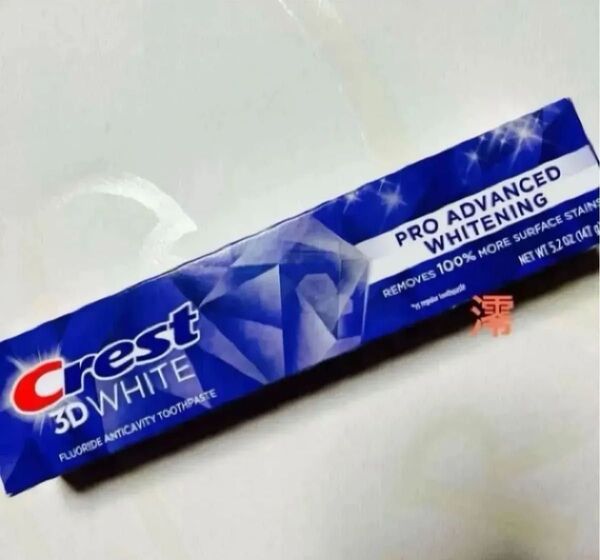 Crest
3D WHITE
FLUORIDE ANTICAVITY TOOTHPASTE
PRO ADVANCED
WHITENING
REMOVES 100% MORE SURFACE STAINS
*vs regular toothpaste
NET WT 5.2 OZ (147 g
濡